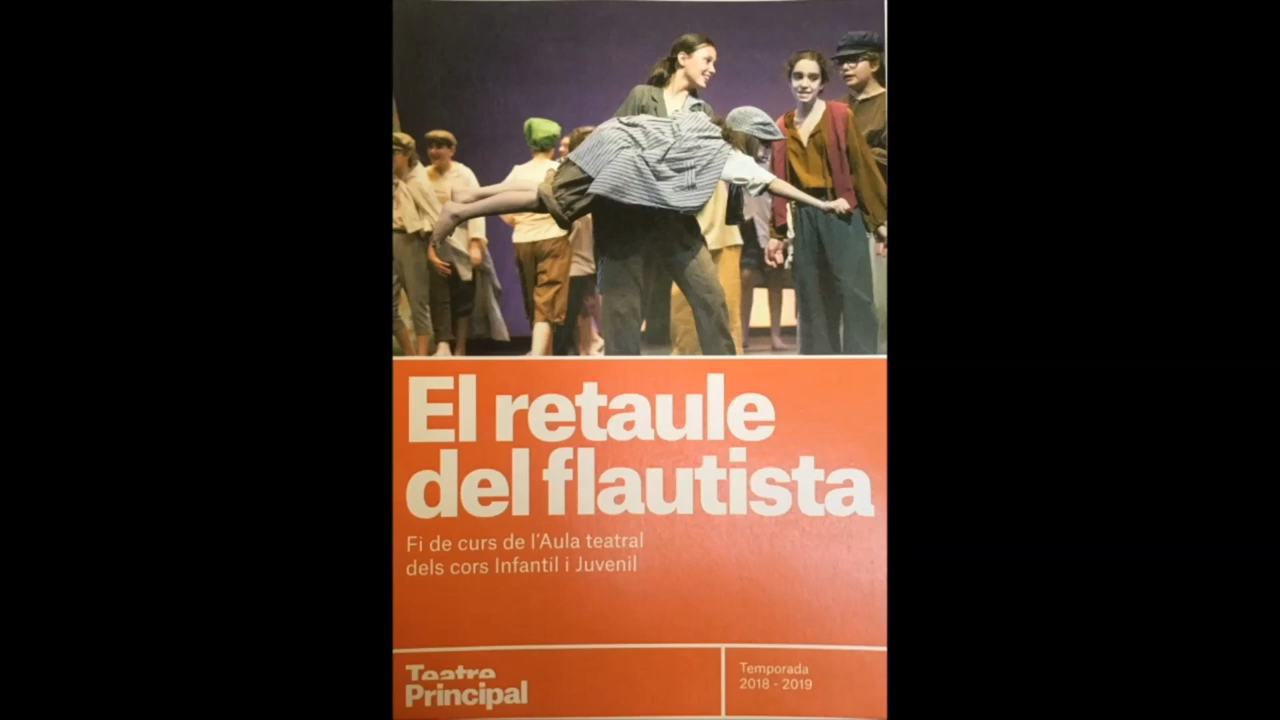 El retaule
del flautista
Fi de curs de l'Aula teatral
dels cors Infantil i Juvenil
Teatre
Principal
Temporada
2018 - 2019